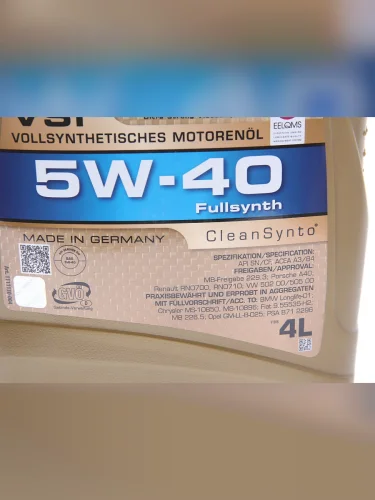 VSI
VOLLSYNTHETISCHES MOTORENÖL
EELQMS
5W-40
Fullsynth
MADE IN GERMANY
CleanSynto®
SPEZIFIKATION/SPECIFICATION:
API SN/CF, ACEA A3/B4
FREIGABEN/APPROVAL:
MB-Freigabe 229.3, Porsche A40,
Renault RN0700, RN0710, VW 502 00/505 00
PRAXISBEWÄHRT UND ERPROBT IN AGGREGATEN
MIT FÜLLVORSCHRIFT/ACC. TO: BMW Longlife-01,
Chrysler MS-10850, MS-10896, Fiat 9.55535-H2,
MB 226.5, Opel GM-LL-B-025, PSA B71 2296
GVÖ
4L